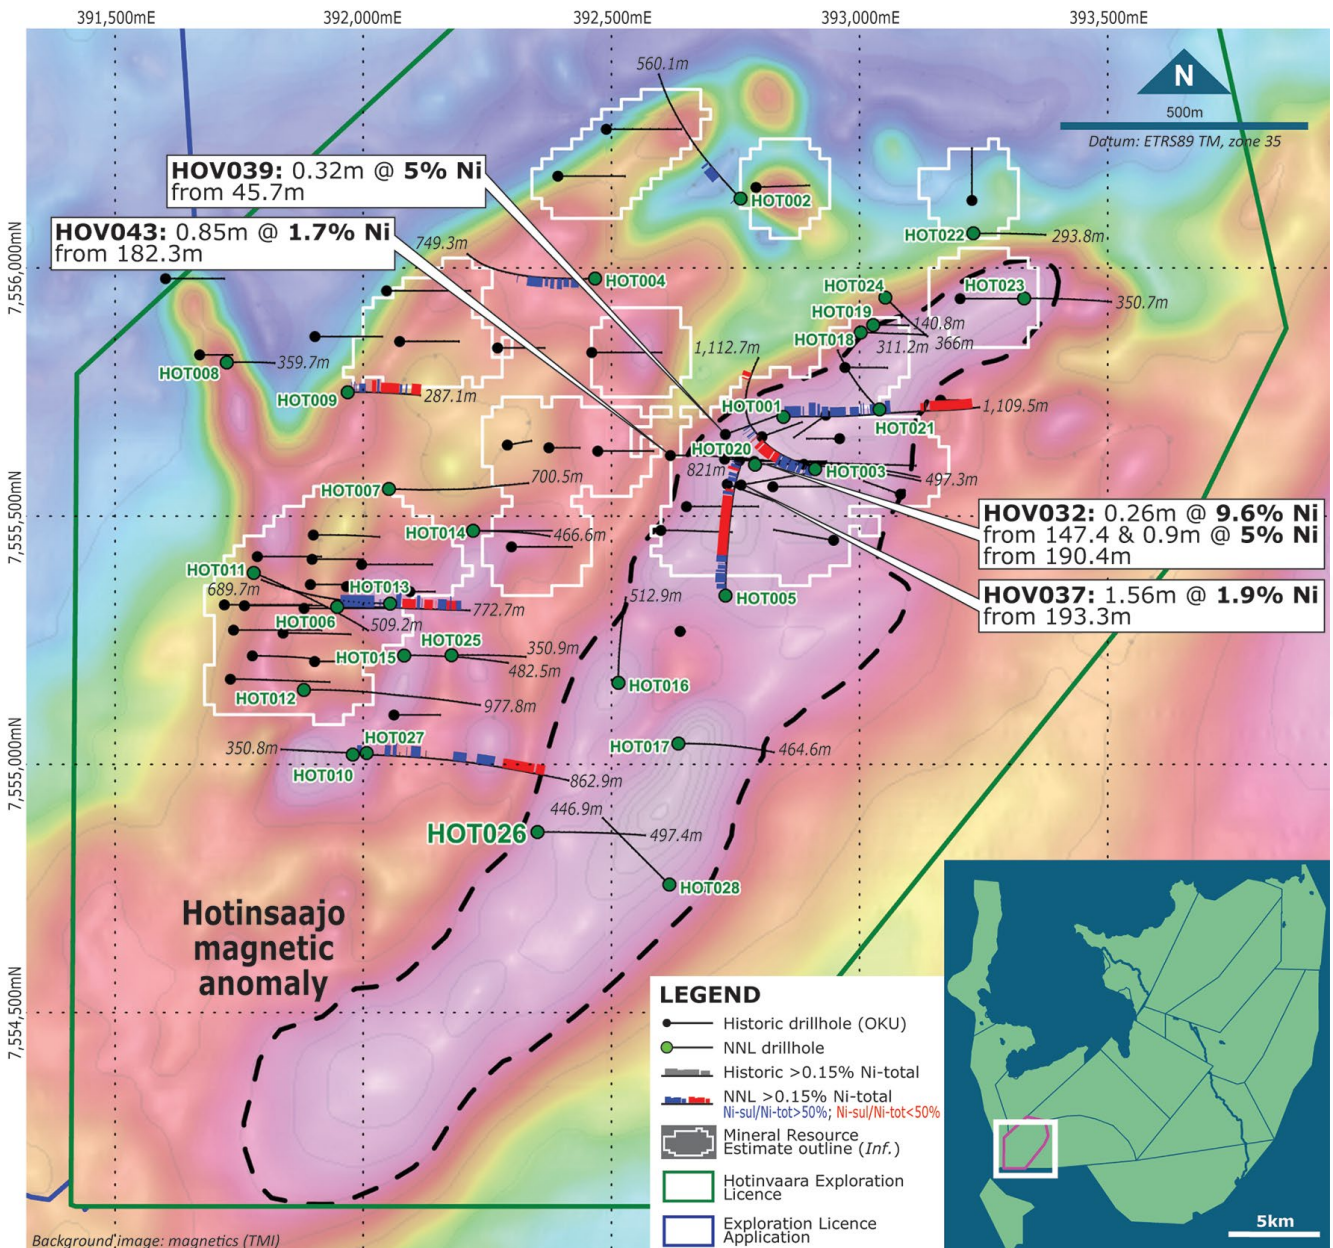 391,500mE
392,000mE
392,500mE
393,000mE
393,500mE
560.1m
N
500m
Datum: ETRS89 TM, zone 35
HOV039: 0.32m @ 5% Ni
from 45.7m
HOT002
HOV043: 0.85m @ 1.7% Ni
from 182.3m
HOT022
293.8m
749.3m
7,556,000mN
HOT004
HOT024
HOT023
350.7m
HOT019
140.8m
HOT018
311.2m
366m
1,112.7m
359.7m
HOT008
HOT009
287.1m
HOT001
1,109.5m
HOT021
HOT020
821m
HOT003
497.3m
700.5m
HOT007
7,555,500mN
HOT014
466.6m
HOV032: 0.26m @ 9.6% Ni
from 147.4 & 0.9m @ 5% Ni
from 190.4m
HOT011
689.7m
HOT013
772.7m
HOT006
509.2m
512.9m
HOT005
HOV037: 1.56m @ 1.9% Ni
from 193.3m
HOT015
HOT025
350.9m
482.5m
HOT016
HOT012
977.8m
HOT027
350.8m
HOT010
862.9m
HOT017
464.6m
7,555,000mN
446.9m
HOT026
497.4m
HOT028
Hotinsaajo
magnetic
anomaly
7,554,500mN
LEGEND
Historic drillhole (OKU)
NNL drillhole
Historic >0.15% Ni-total
NNL >0.15% Ni-total
Ni-sul/Ni-tot>50%; Ni-sul/Ni-tot<50%
Mineral Resource
Estimate outline (Inf.)
Hotinvaara Exploration
Licence
Exploration Licence
Application
5km
Background image: magnetics (TMI)